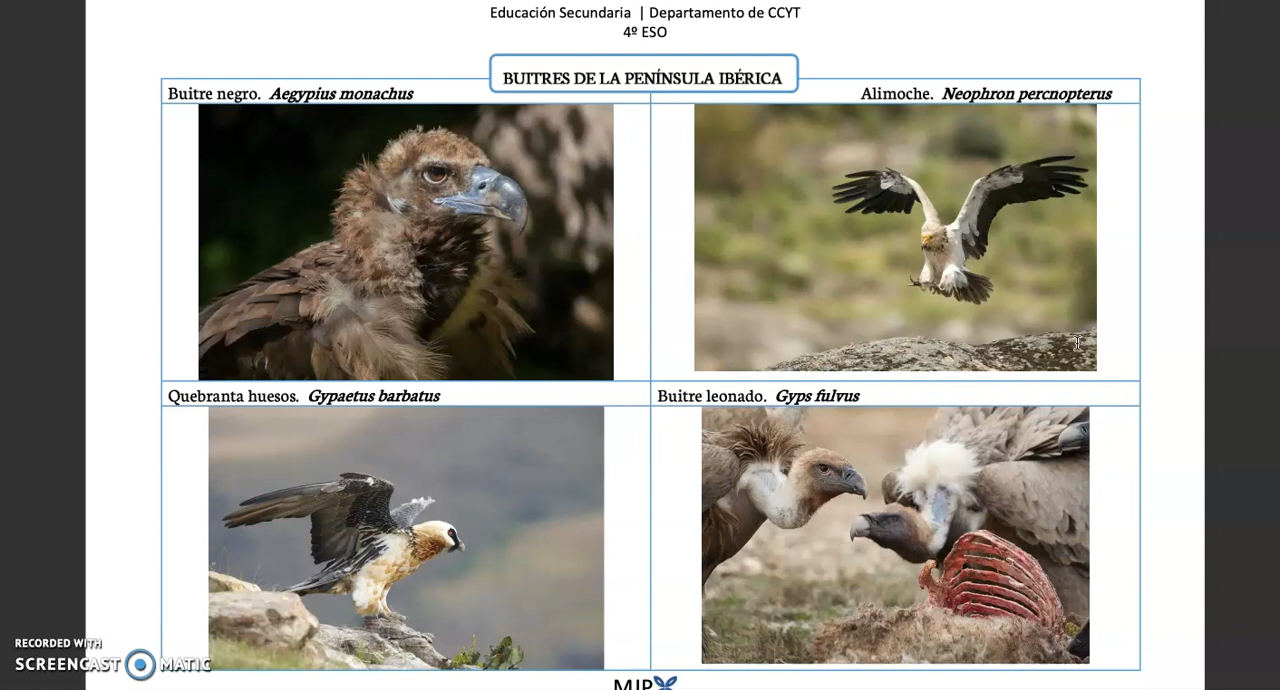 Educación Secundaria | Departamento de CCYT
4º ESO
BUITRES DE LA PENÍNSULA IBÉRICA
Buitre negro. Aegypius monachus
Alimoche. Neophron percnopterus
Quebranta huesos. Gypaetus barbatus
Buitre leonado. Gyps fulvus
RECORDED WITH
SCREENCAST MATIC
MJP